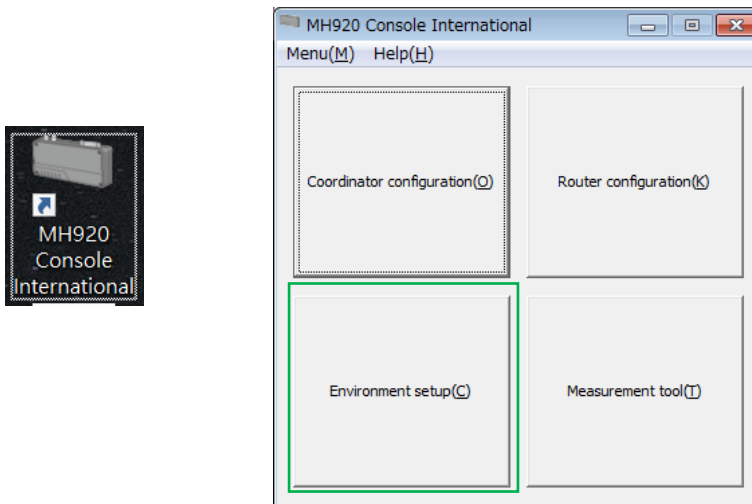 MH920 Console International
Menu(M) Help(H)
Coordinator configuration(O)
Router configuration(K)
MH920
Console
International
Environment setup(C)
Measurement tool(T)